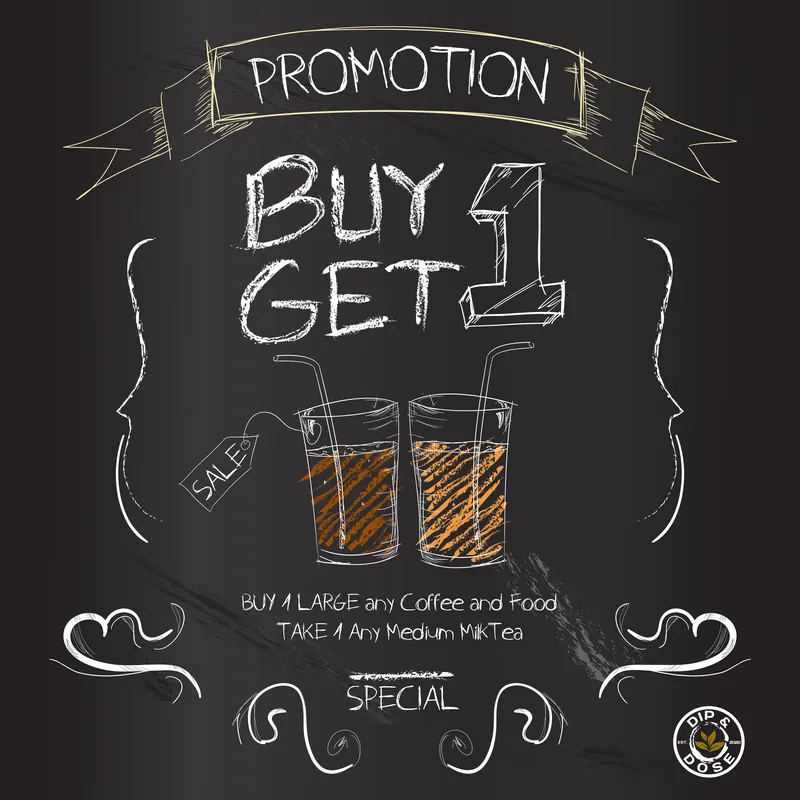 PROMOTION
BUY 1
GET
SALE
BUY 1 LARGE any Coffee and Food
TAKE 1 Any Medium MilkTea
SPECIAL
DIP &
EST. 2020
DOSE